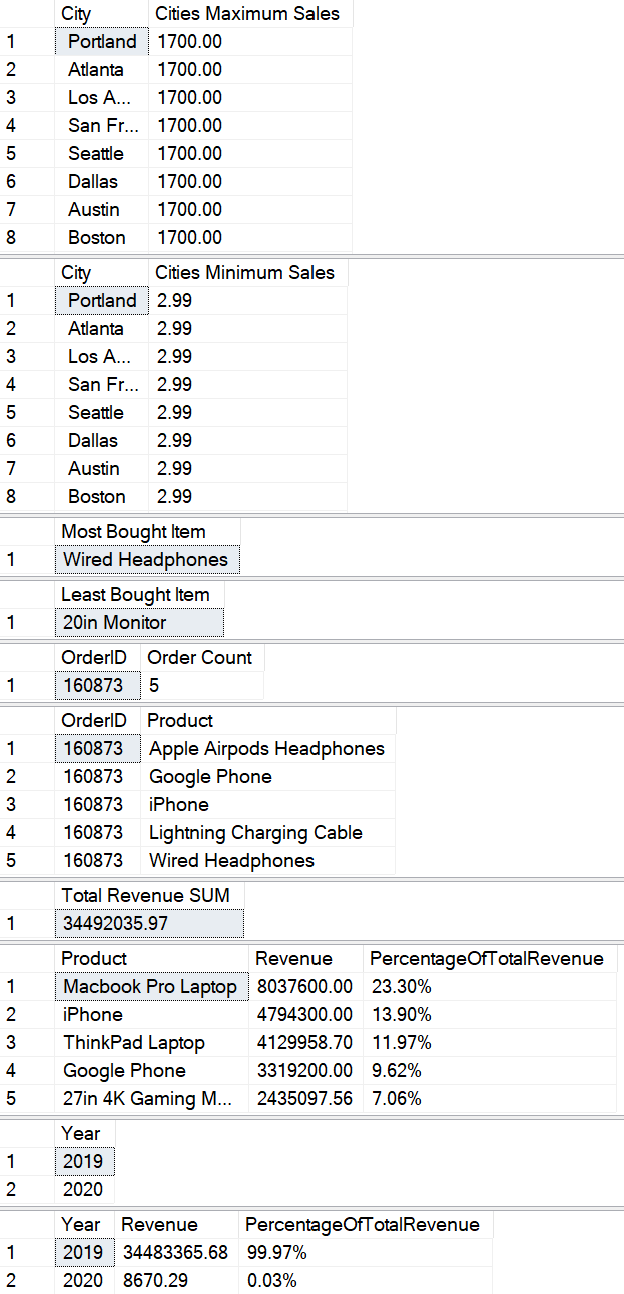 City Cities Maximum Sales
1 Portland 1700.00
2 Atlanta 1700.00
3 Los A... 1700.00
4 San Fr... 1700.00
5 Seattle 1700.00
6 Dallas 1700.00
7 Austin 1700.00
8 Boston 1700.00
City Cities Minimum Sales
1 Portland 2.99
2 Atlanta 2.99
3 Los A... 2.99
4 San Fr... 2.99
5 Seattle 2.99
6 Dallas 2.99
7 Austin 2.99
8 Boston 2.99
Most Bought Item
1 Wired Headphones
Least Bought Item
1 20in Monitor
OrderID Order Count
1 160873 5
OrderID Product
1 160873 Apple Airpods Headphones
2 160873 Google Phone
3 160873 iPhone
4 160873 Lightning Charging Cable
5 160873 Wired Headphones
Total Revenue SUM
1 34492035.97
Product Revenue PercentageOfTotalRevenue
1 Macbook Pro Laptop 8037600.00 23.30%
2 iPhone 4794300.00 13.90%
3 ThinkPad Laptop 4129958.70 11.97%
4 Google Phone 3319200.00 9.62%
5 27in 4K Gaming M... 2435097.56 7.06%
Year
1 2019
2 2020
Year Revenue PercentageOfTotalRevenue
1 2019 34483365.68 99.97%
2 2020 8670.29 0.03%